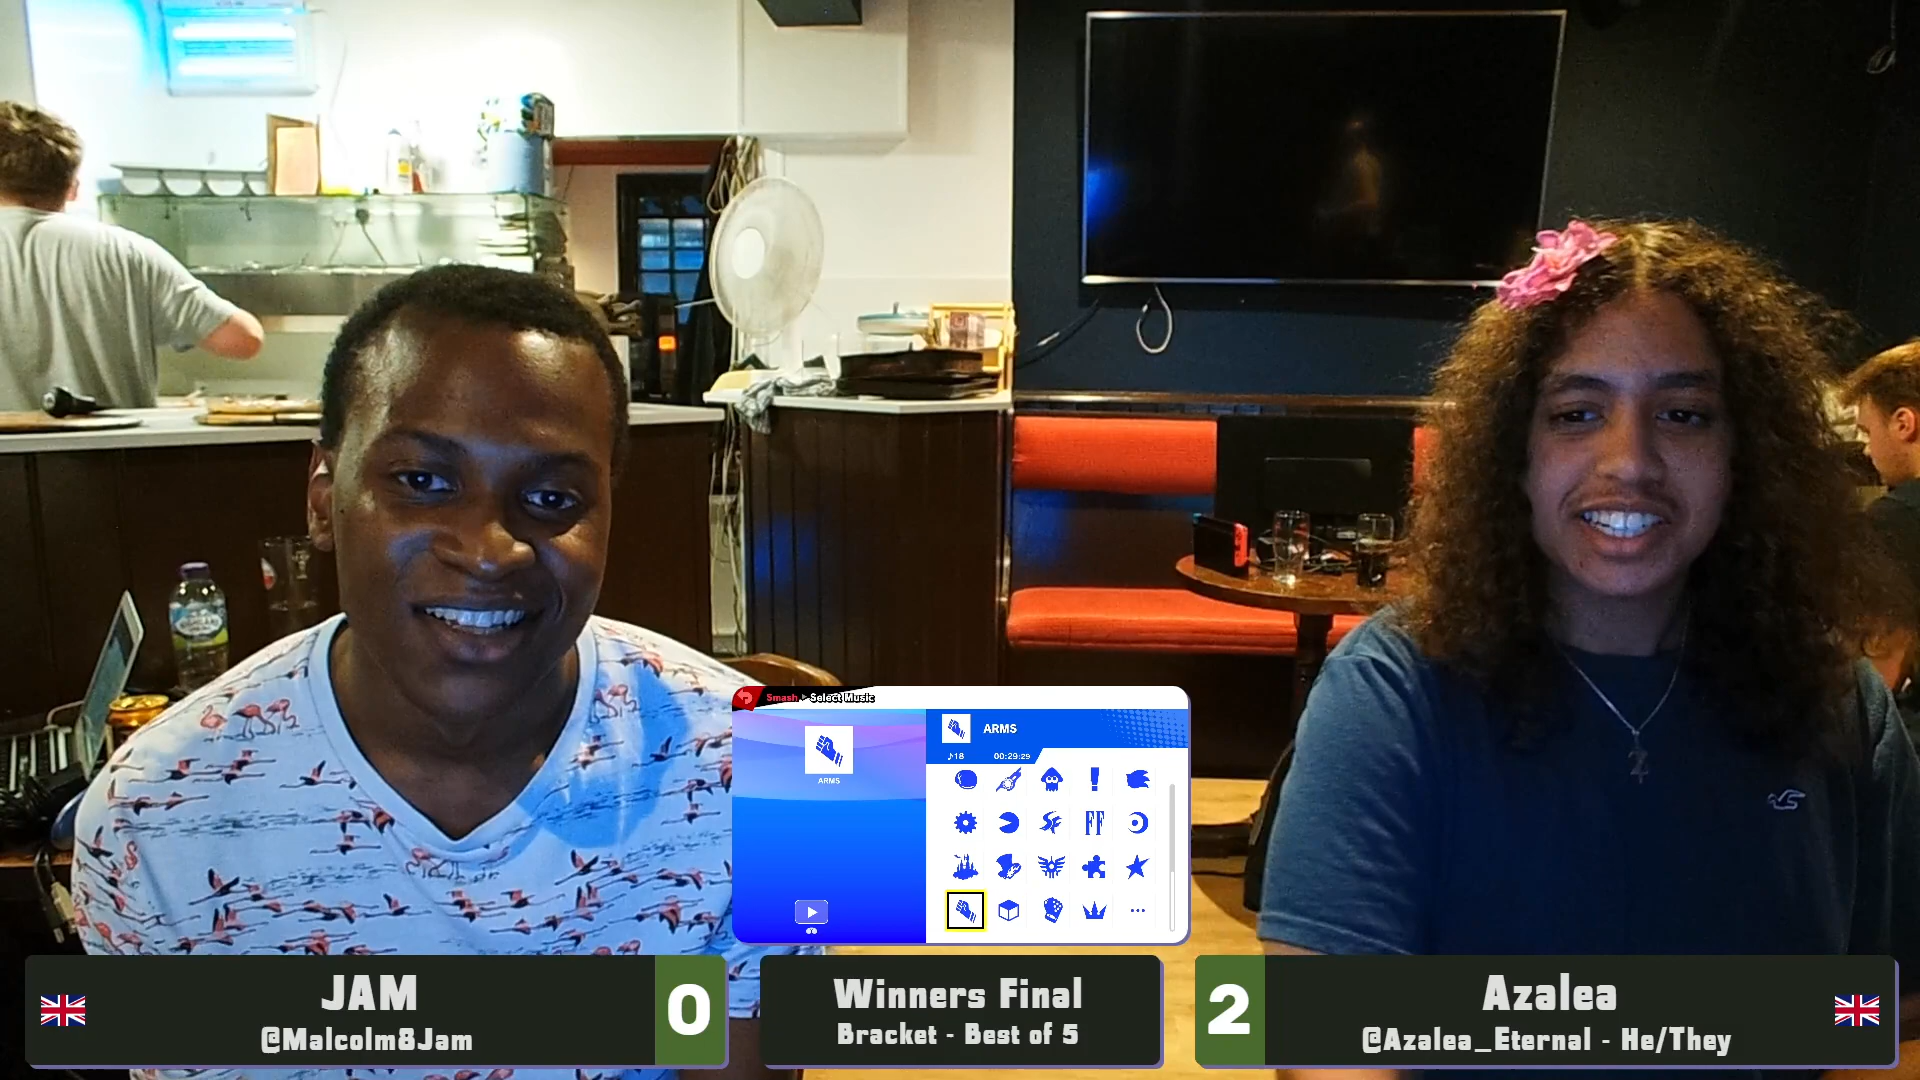 Smash ▸ Select Music
ARMS
ARMS
♪18 00:29:29
FF
...
JAM
@Malcolm8Jam
0
Winners Final
Bracket - Best of 5
2
Azalea
@Azalea_Eternal - He/They